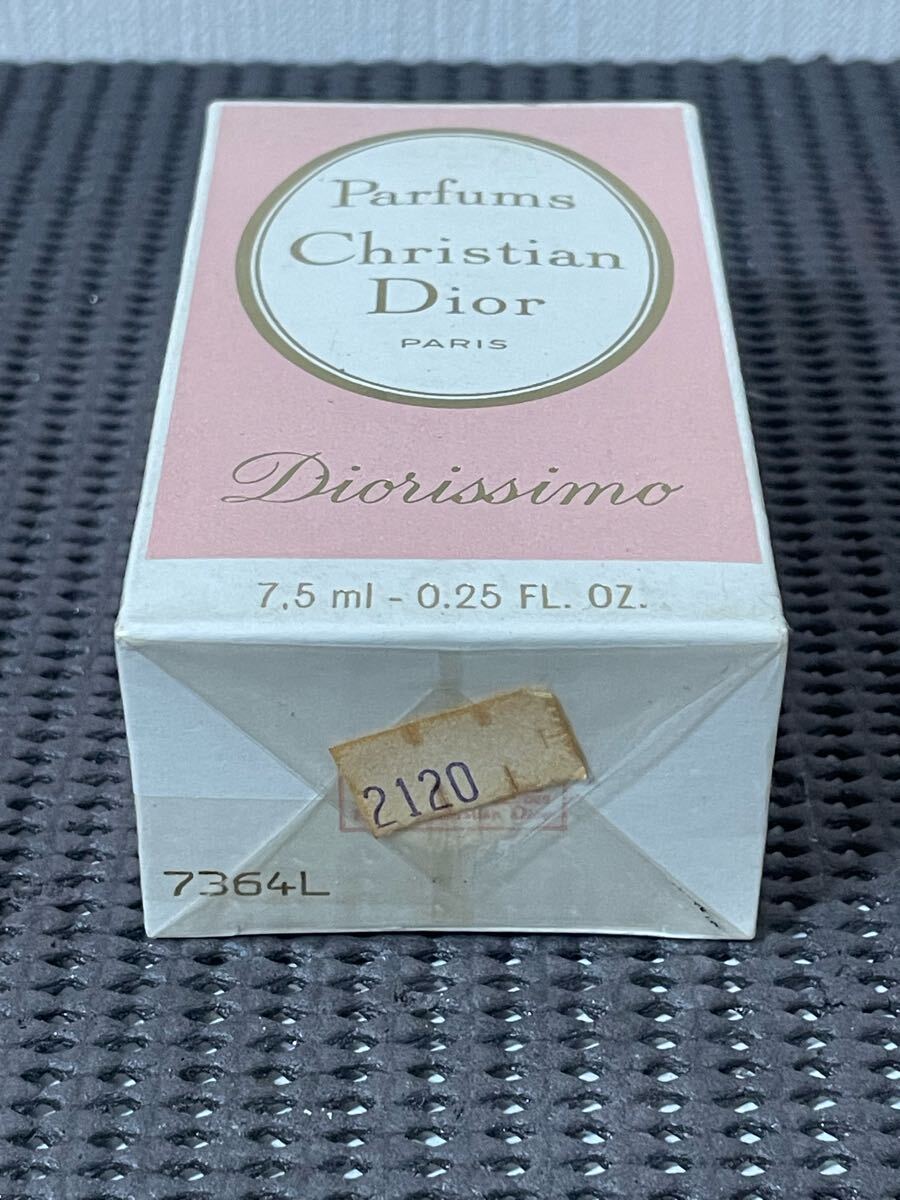 Parfums
Christian
Dior
PARIS
Diorissimo
7,5 ml - 0.25 FL. OZ.
2120
7364L